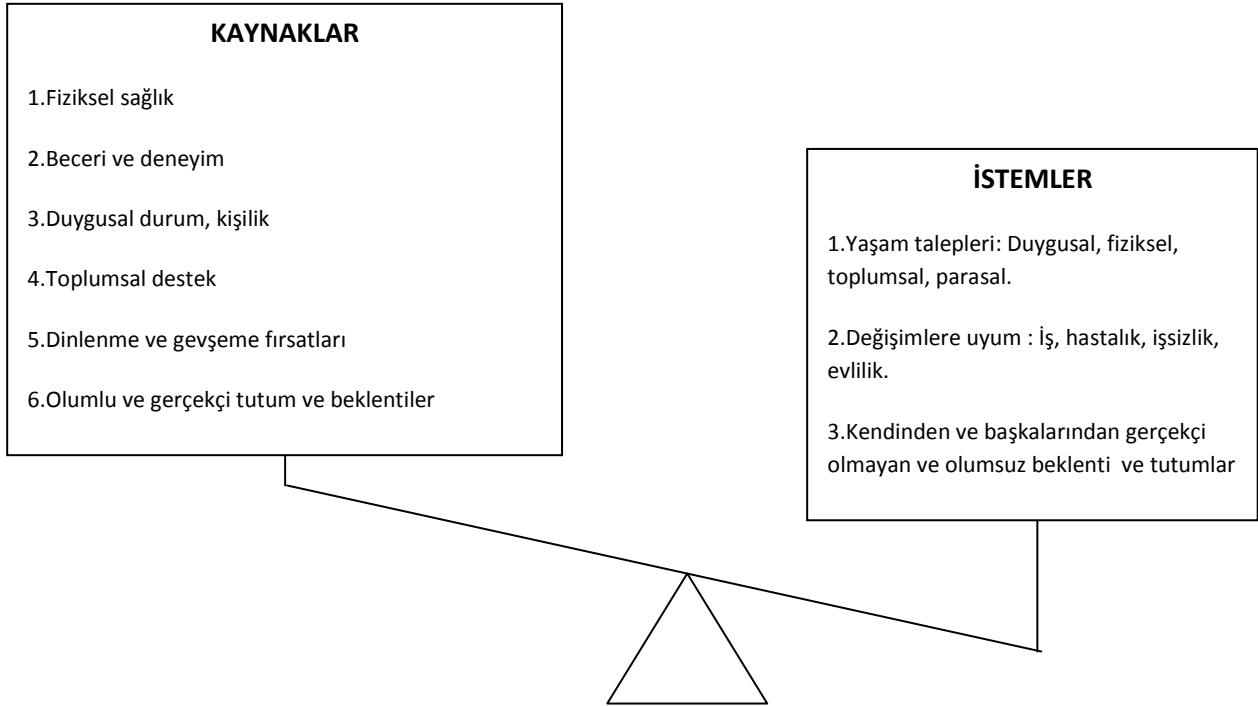 KAYNAKLAR
1.Fiziksel sağlık
2.Beceri ve deneyim
3.Duygusal durum, kişilik
4.Toplumsal destek
5.Dinlenme ve gevşeme fırsatları
6.Olumlu ve gerçekçi tutum ve beklentiler
İSTEMLER
1.Yaşam talepleri: Duygusal, fiziksel,
toplumsal, parasal.
2.Değişimlere uyum : İş, hastalık, işsizlik,
evlilik.
3.Kendinden ve başkalarından gerçekçi
olmayan ve olumsuz beklenti  ve tutumlar